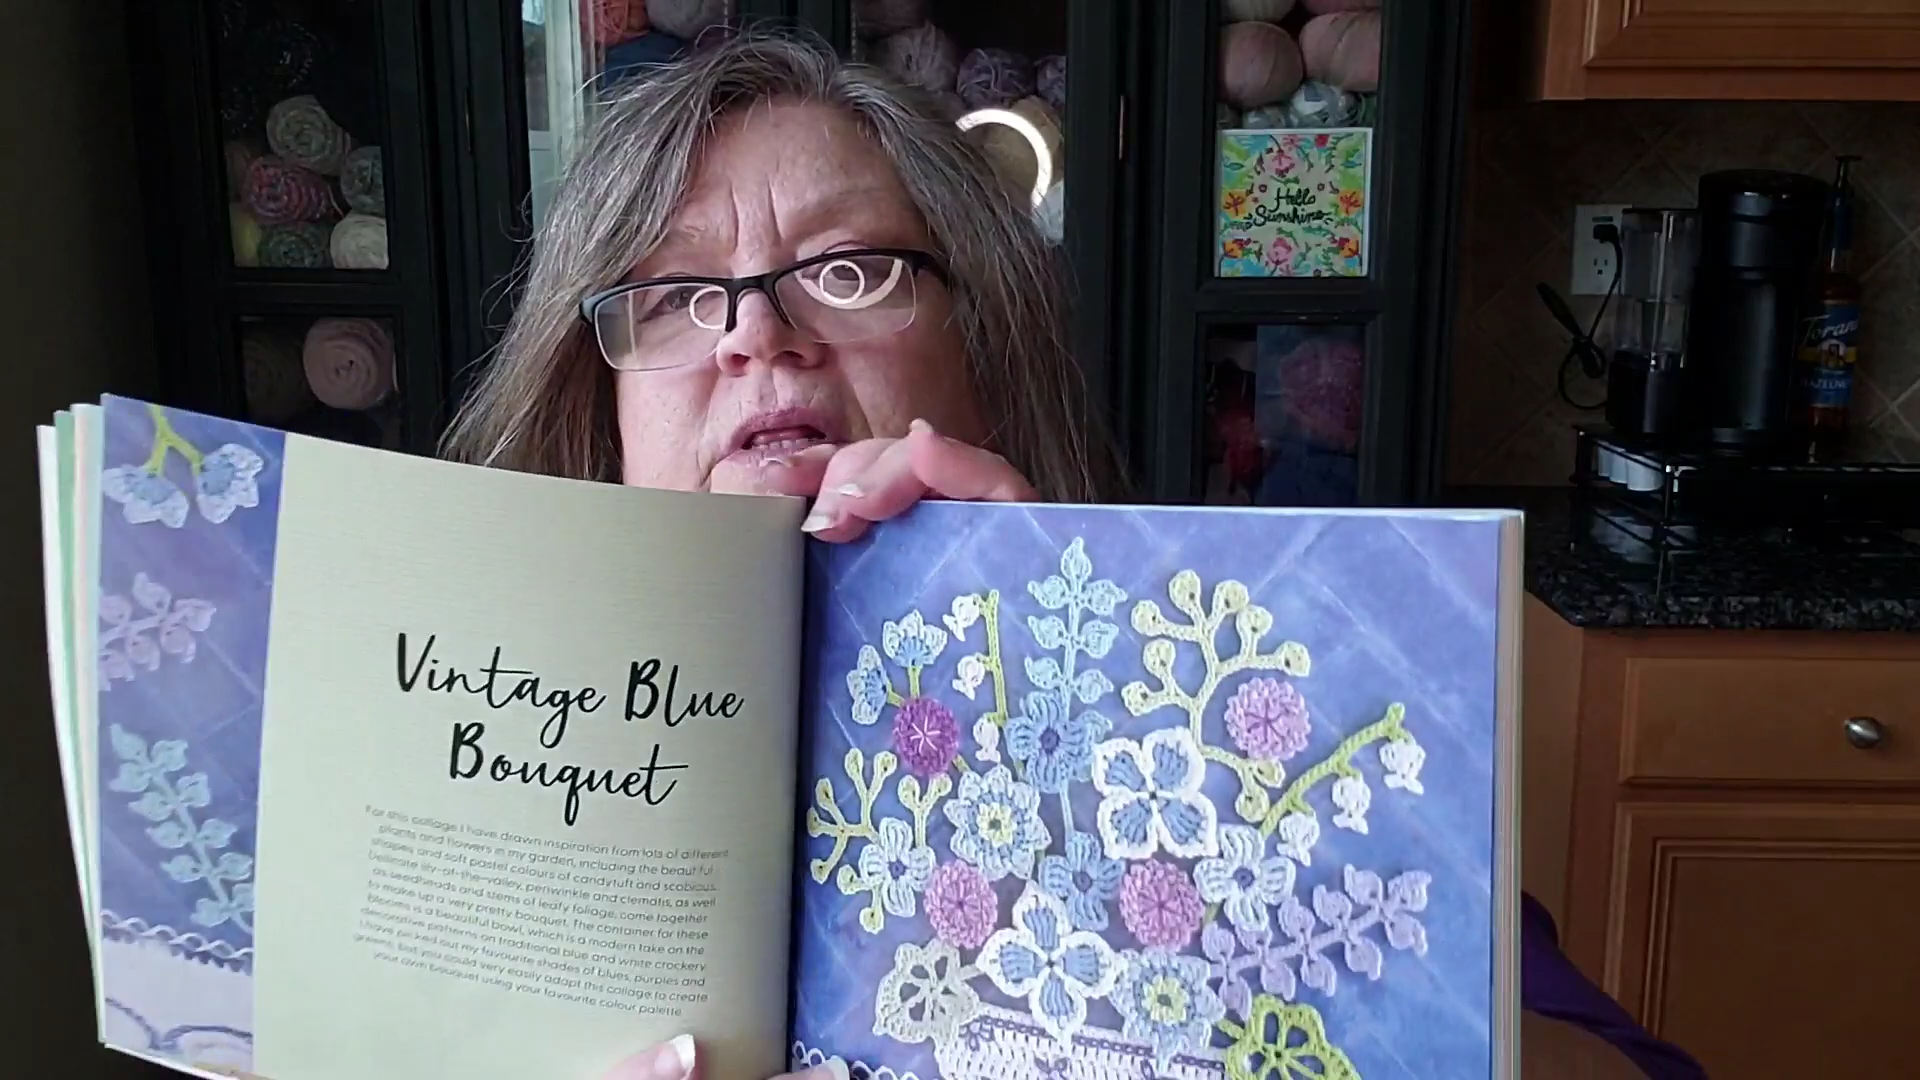 Hello
Sunshine
Torani
HAZELNUT
Vintage Blue
Bouquet
For this collage I have drawn inspiration from lots of different
plants and flowers in my garden, including the beautiful
shapes and soft pastel colours of candytuft and scabious.
Delicate lily-of-the-valley, periwinkle and clematis, as well
as seedheads and stems of leafy foliage, come together
to make up a very pretty bouquet. The container for these
blooms is a beautiful bowl, which is a modern take on the
decorative patterns on traditional blue and white crockery.
I have picked out my favourite shades of blues, purples and
greens, but you could very easily adapt this collage to create
your own bouquet using your favourite colour palette.